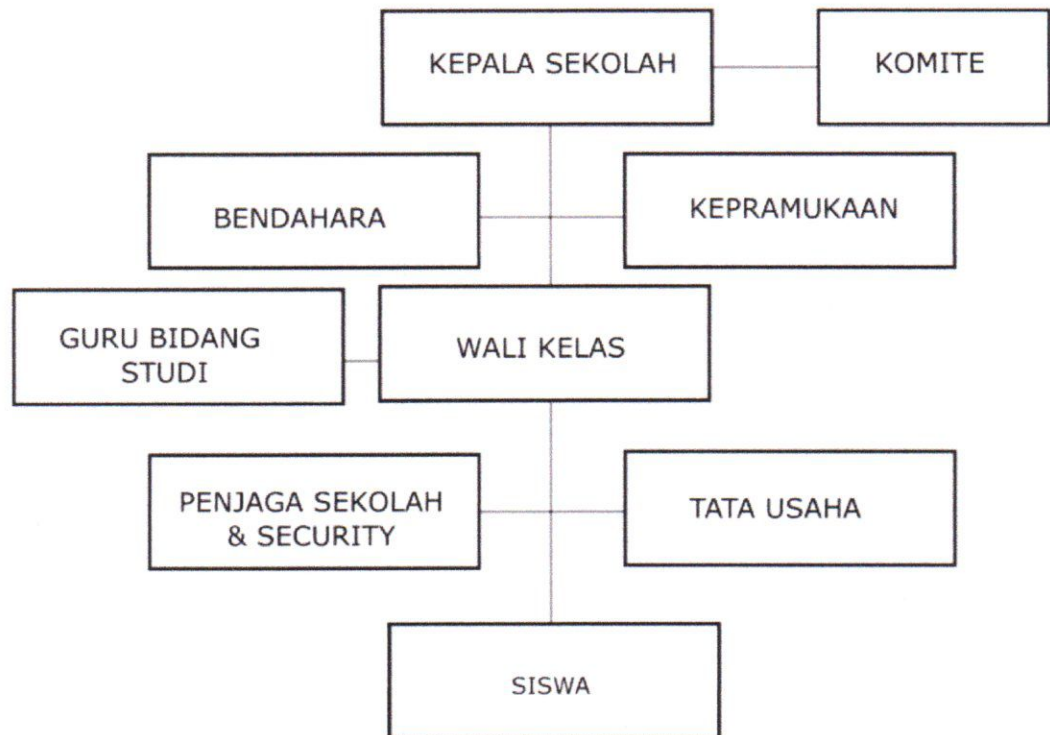 KEPALA SEKOLAH
KOMITE
BENDAHARA
KEPRAMUKAAN
GURU BIDANG
STUDI
WALI KELAS
PENJAGA SEKOLAH
& SECURITY
TATA USAHA
SISWA